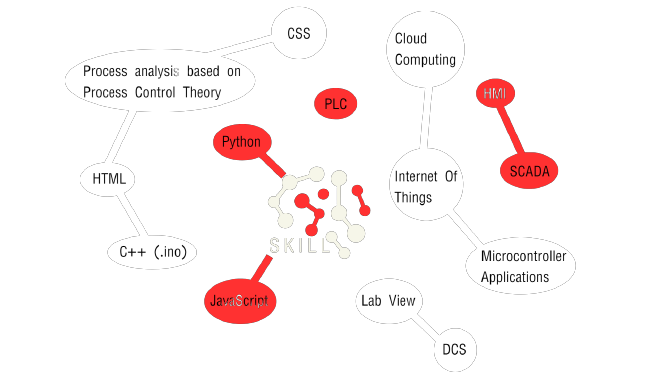 CSS
Process analysis based on
Process Control Theory
Cloud
Computing
PLC
HMI
Python
SCADA
HTML
Internet Of
Things
SKILL
C++ (.ino)
Microcontroller
Applications
JavaScript
Lab View
DCS